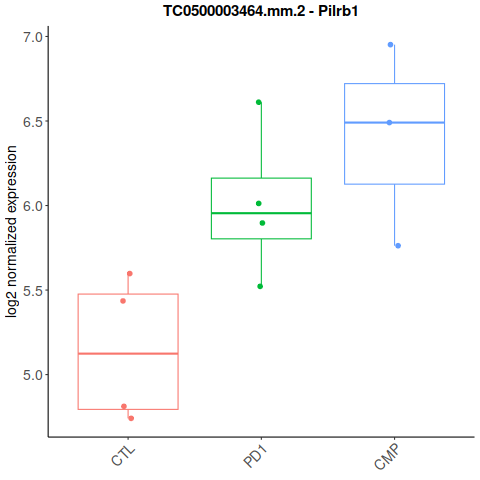 TC0500003464.mm.2 - Pilrb1
log2 normalized expression
7.0
6.5
6.0
5.5
5.0
CTL
PD1
CMP